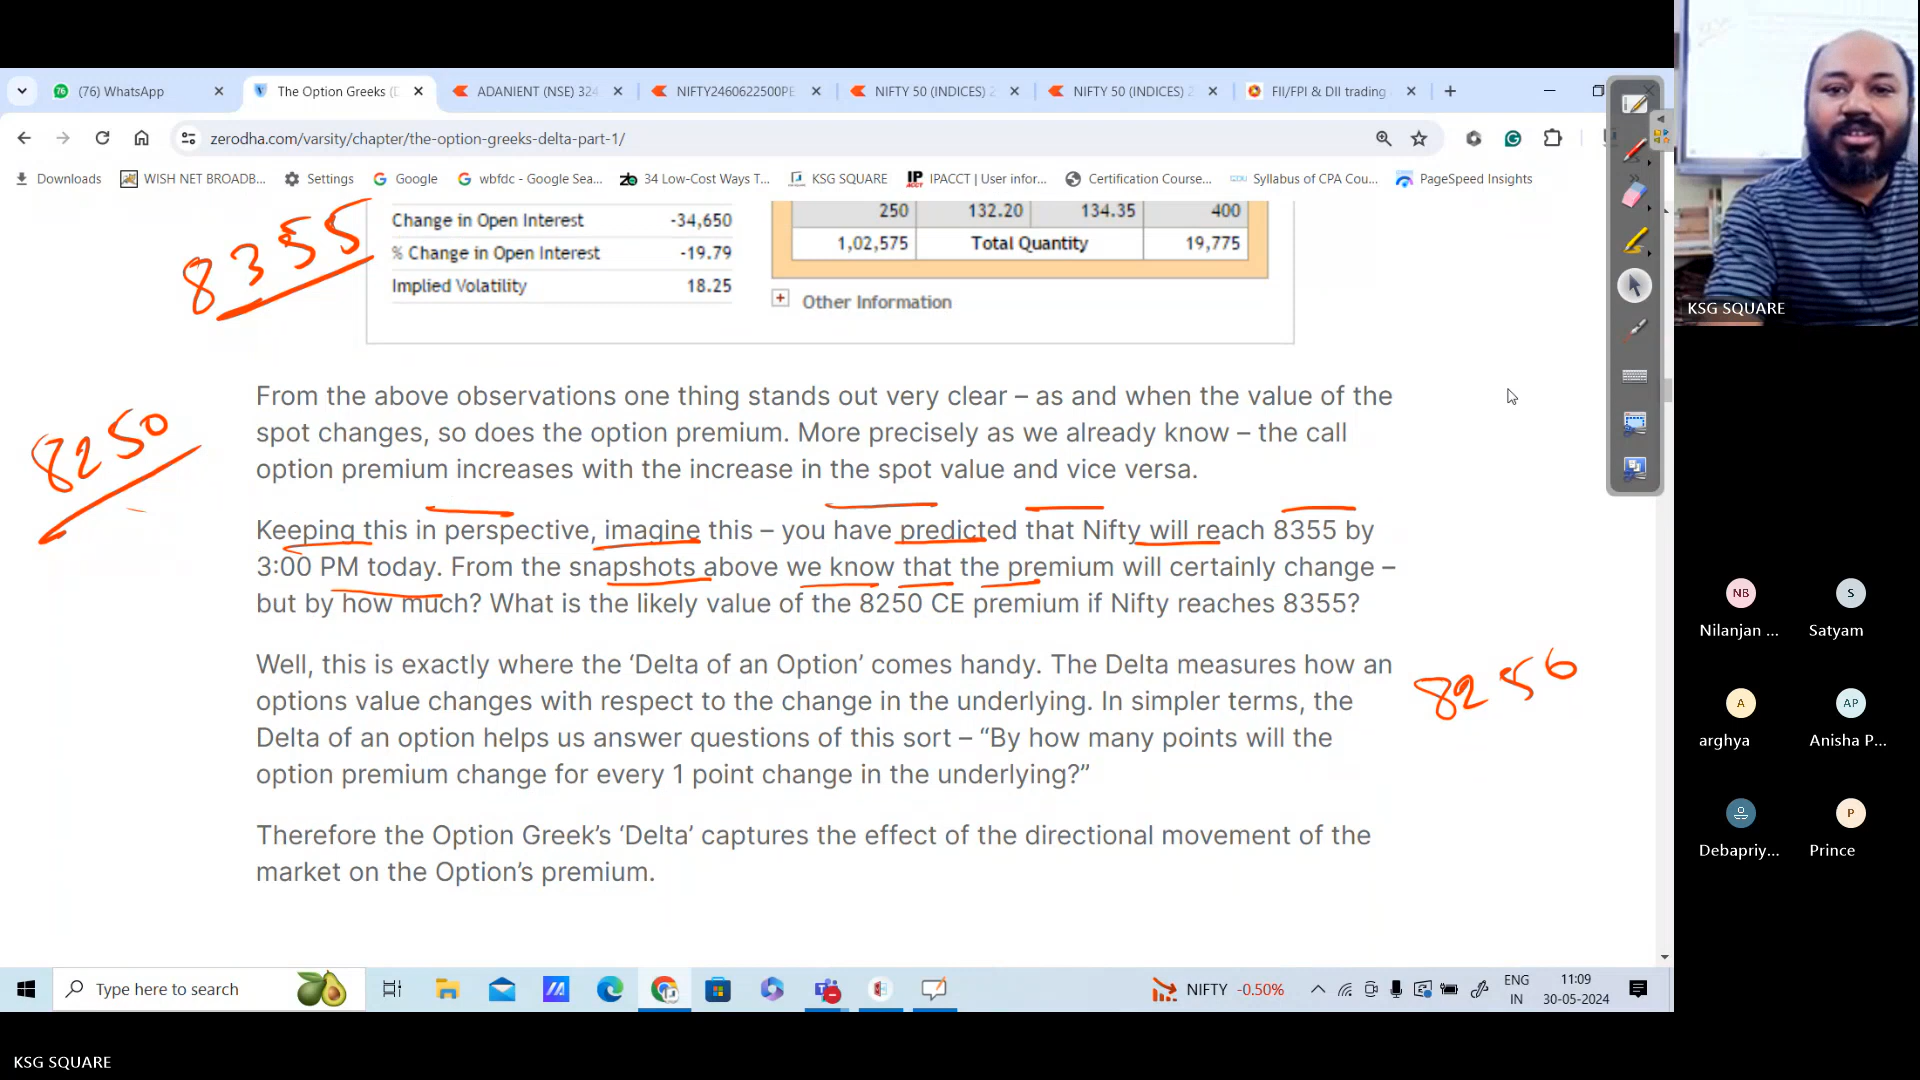 (76) WhatsApp
The Option Greeks (D
ADANIENT (NSE) 324
NIFTY2460622500PE
NIFTY 50 (INDICES) 2
NIFTY 50 (INDICES) 2
FII/FPI & DII trading
zerodha.com/varsity/chapter/the-option-greeks-delta-part-1/
Downloads
WISH NET BROADB...
Settings
Google
wbfdc - Google Sea...
34 Low-Cost Ways T...
KSG SQUARE
IPACCT | User infor...
Certification Course...
Syllabus of CPA Cou...
PageSpeed Insights
8355
Change in Open Interest -34,650
% Change in Open Interest -19.79
Implied Volatility 18.25
250 132.20 134.35 400
1,02,575 Total Quantity 19,775
Other Information
KSG SQUARE
8250
From the above observations one thing stands out very clear – as and when the value of the
spot changes, so does the option premium. More precisely as we already know – the call
option premium increases with the increase in the spot value and vice versa.
Keeping this in perspective, imagine this – you have predicted that Nifty will reach 8355 by
3:00 PM today. From the snapshots above we know that the premium will certainly change –
but by how much? What is the likely value of the 8250 CE premium if Nifty reaches 8355?
Well, this is exactly where the ‘Delta of an Option’ comes handy. The Delta measures how an
options value changes with respect to the change in the underlying. In simpler terms, the
Delta of an option helps us answer questions of this sort – “By how many points will the
option premium change for every 1 point change in the underlying?”
8256
Therefore the Option Greek’s ‘Delta’ captures the effect of the directional movement of the
market on the Option’s premium.
NB
Nilanjan ...
S
Satyam
A
arghya
AP
Anisha P...
Debapriy...
P
Prince
Type here to search
NIFTY -0.50%
ENG
IN
11:09
30-05-2024
KSG SQUARE